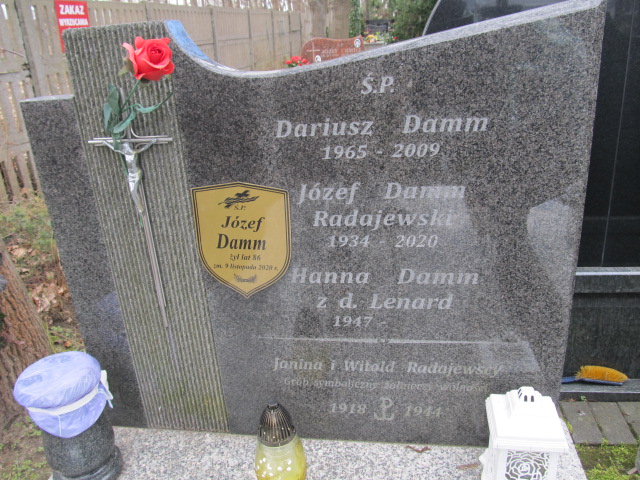 ZAKAZ
WYRZUCANIA
Ś.P.
Dariusz Damm
1965 - 2009
Józef Damm
Radajewski
1934 2020
Hanna Damm
z d. Lenard
1947 -
Janina i Witold Radajewscy
Grób symboliczny żołnierzy wolności
1918 1944
Ś.P.
Józef
Damm
żył lat 86
zm. 9 listopada 2020 r.